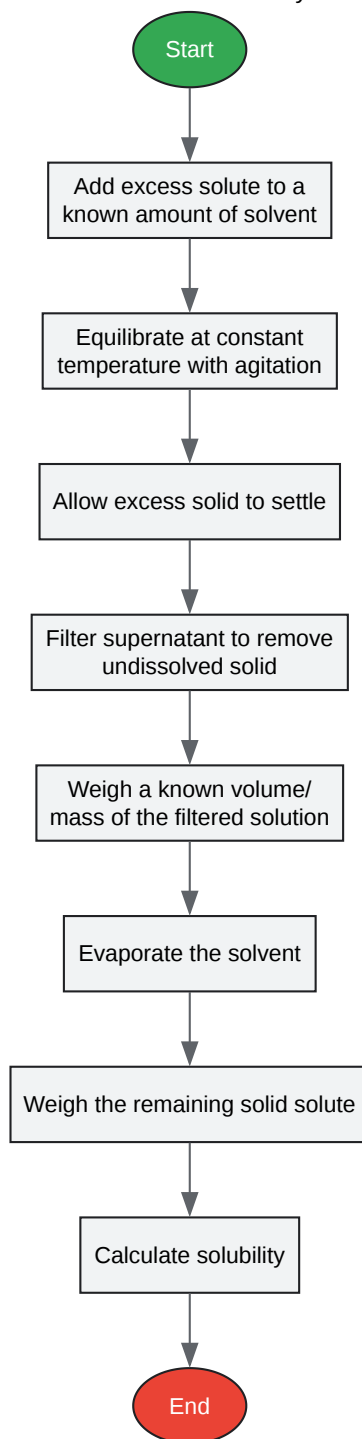 Start
Add excess solute to a
known amount of solvent
Equilibrate at constant
temperature with agitation
Allow excess solid to settle
Filter supernatant to remove
undissolved solid
Weigh a known volume/
mass of the filtered solution
Evaporate the solvent
Weigh the remaining solid solute
Calculate solubility
End